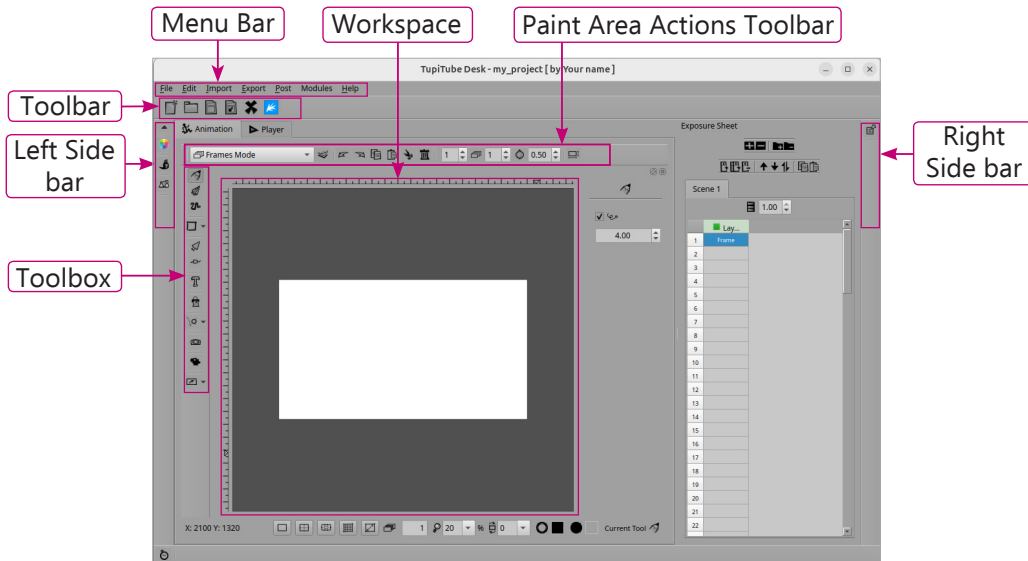 Menu Bar
Workspace
Paint Area Actions Toolbar
TupiTube Desk - my_project [ by Your name ]
File Edit Import Export Post Modules Help
Toolbar
Animation Player
Exposure Sheet
Left Side
bar
Right
Side bar
Frames Mode
1
1
0.50
Scene 1
1.00
4.00
Lay...
1 Frame
2
3
4
5
6
7
8
9
10
11
12
13
14
15
16
17
18
19
20
21
22
Toolbox
X: 2100 Y: 1320
1
20
%
0
Current Tool